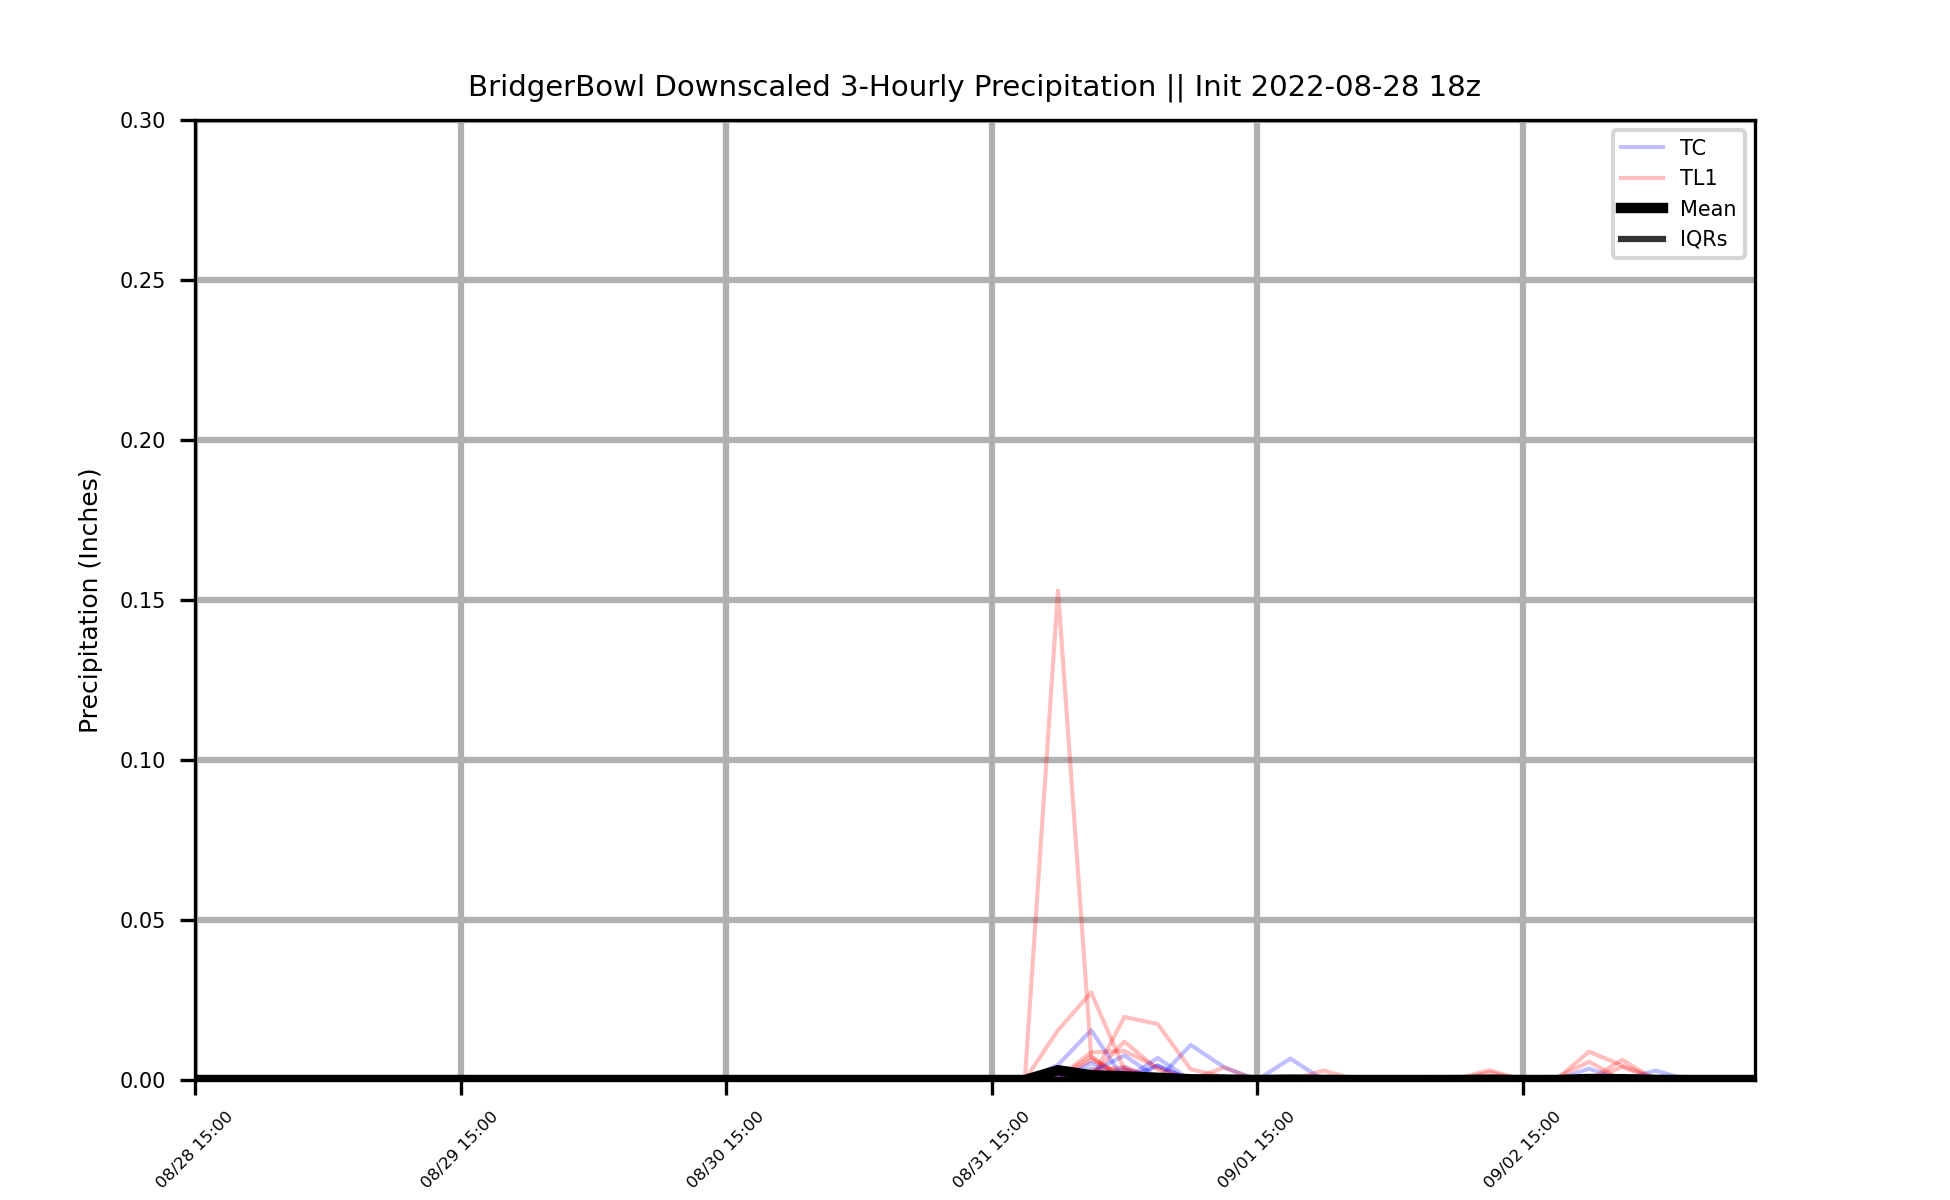 BridgerBowl Downscaled 3-Hourly Precipitation || Init 2022-08-28 18z
0.30
0.25
0.20
0.15
0.10
0.05
0.00
Precipitation (Inches)
TC
TL1
Mean
IQRs
08/28 15:00
08/29 15:00
08/30 15:00
08/31 15:00
09/01 15:00
09/02 15:00